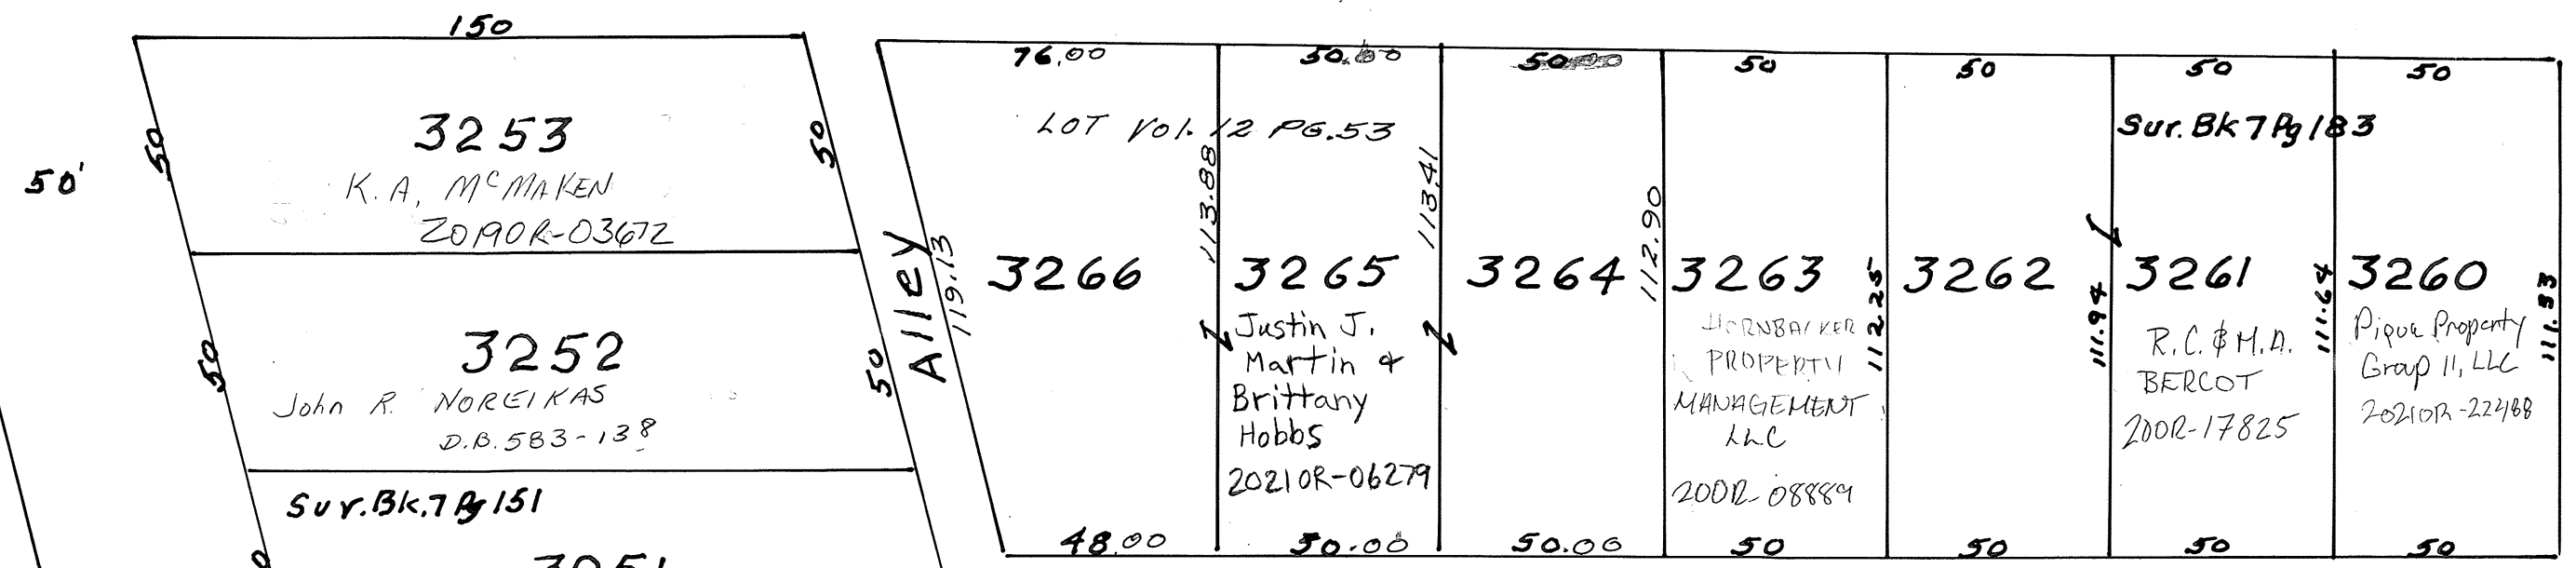 150
50'
50
3253
50
K. A. McMAKEN
2019OR-03672
50
3252
50
John R. NOREIKAS
D.B. 583-138
Sur. Bk. 7 Pg 151
Alley
119.13
76.00
50.00
50.00
50
50
50
50
LOT Vol. 12 PG. 53
Sur. Bk 7 Pg 183
113.88
113.41
112.90
112.25
111.94
111.64
111.33
3266
3265
3264
3263
3262
3261
3260
Justin J.
Martin &
Brittany
Hobbs
2021OR-06279
HORNBACKER
PROPERTY
MANAGEMENT
LLC
200R-08889
R.C. & M.A.
BERCOT
200R-17825
Piqua Property
Group II, LLC
2021OR-22488
48.00
50.00
50.00
50
50
50
50